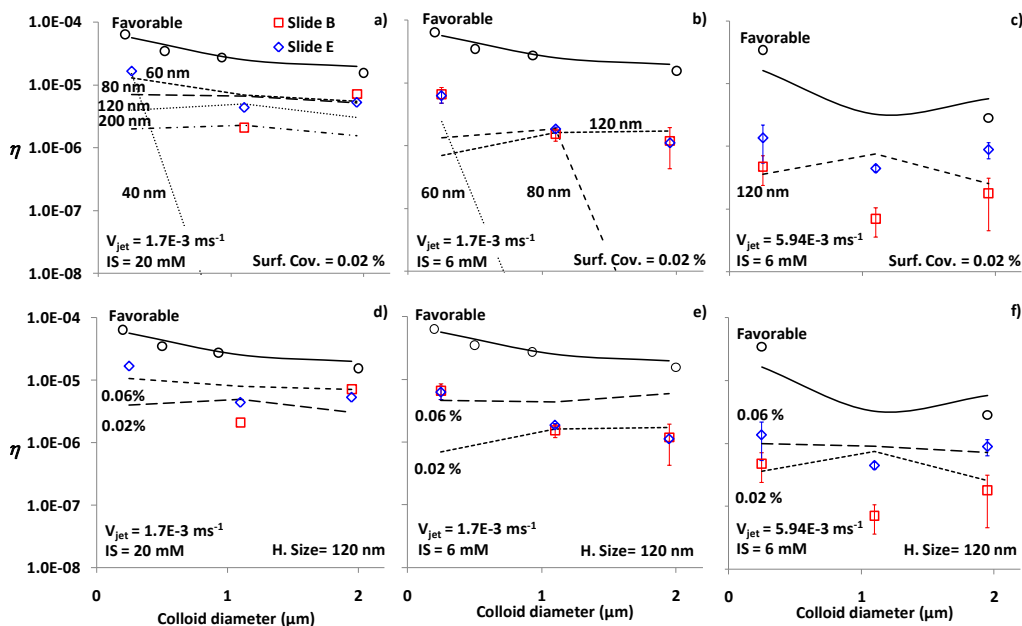 a)
Favorable
Slide B
Slide E
60 nm
80 nm
120 nm
200 nm
40 nm
V_jet = 1.7E-3 ms⁻¹
IS = 20 mM
Surf. Cov. = 0.02 %
b)
Favorable
120 nm
60 nm
80 nm
V_jet = 1.7E-3 ms⁻¹
IS = 6 mM
Surf. Cov. = 0.02 %
c)
Favorable
120 nm
V_jet = 5.94E-3 ms⁻¹
IS = 6 mM
Surf. Cov. = 0.02 %
1.0E-04
1.0E-05
1.0E-06
1.0E-07
1.0E-08
η
d)
Favorable
0.06%
0.02%
V_jet = 1.7E-3 ms⁻¹
IS = 20 mM
H. Size= 120 nm
e)
Favorable
0.06 %
0.02 %
V_jet = 1.7E-3 ms⁻¹
IS = 6 mM
H. Size= 120 nm
f)
Favorable
0.06 %
0.02 %
V_jet = 5.94E-3 ms⁻¹
IS = 6 mM
H. Size= 120 nm
1.0E-04
1.0E-05
1.0E-06
1.0E-07
1.0E-08
η
0 1 2
Colloid diameter (μm)
0 1 2
Colloid diameter (μm)
0 1 2
Colloid diameter (μm)